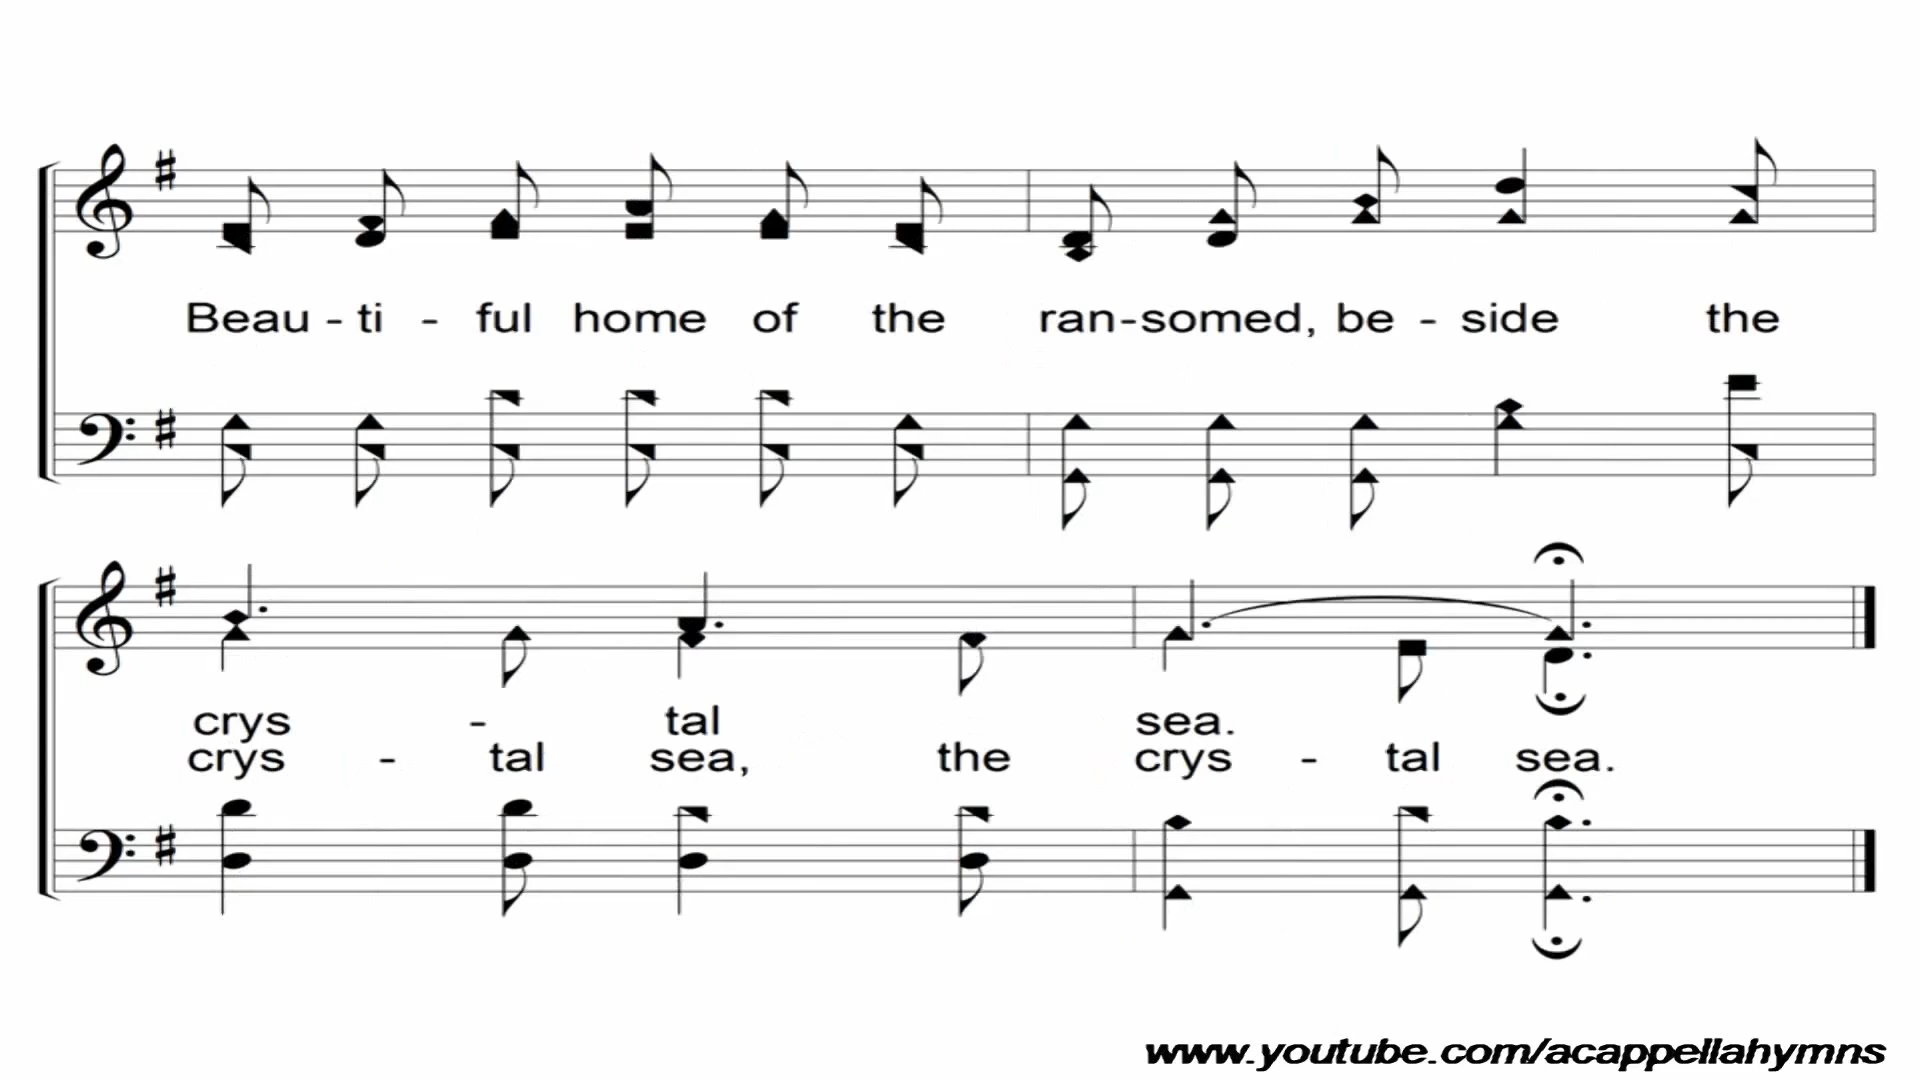 Beau - ti - ful home of the ran-somed, be - side the
crys - tal sea.
crys - tal sea, the crys - tal sea.
www.youtube.com/acappellahymns